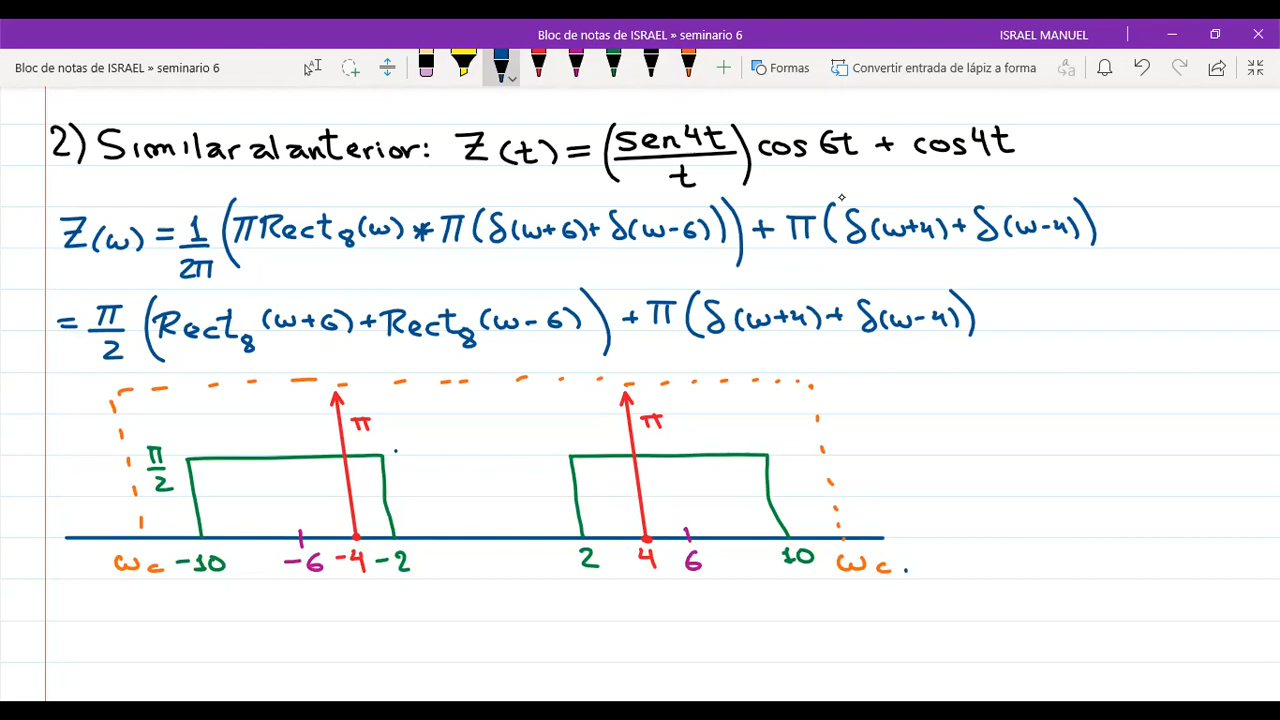 Bloc de notas de ISRAEL » seminario 6
ISRAEL MANUEL
Bloc de notas de ISRAEL » seminario 6
Formas
Convertir entrada de lápiz a forma
2) Similar al anterior: Z(t) = (sen4t/t) cos 6t + cos4t
Z(ω) = 1/2π (πRect₈(ω) * π(δ(ω+6)+δ(ω-6))) + π(δ(ω+4)+δ(ω-4))
= π/2 (Rect₈(ω+6)+Rect₈(ω-6)) + π(δ(ω+4)+δ(ω-4))
π π
π/2
ωc -10 -6 -4 -2 2 4 6 10 ωc.